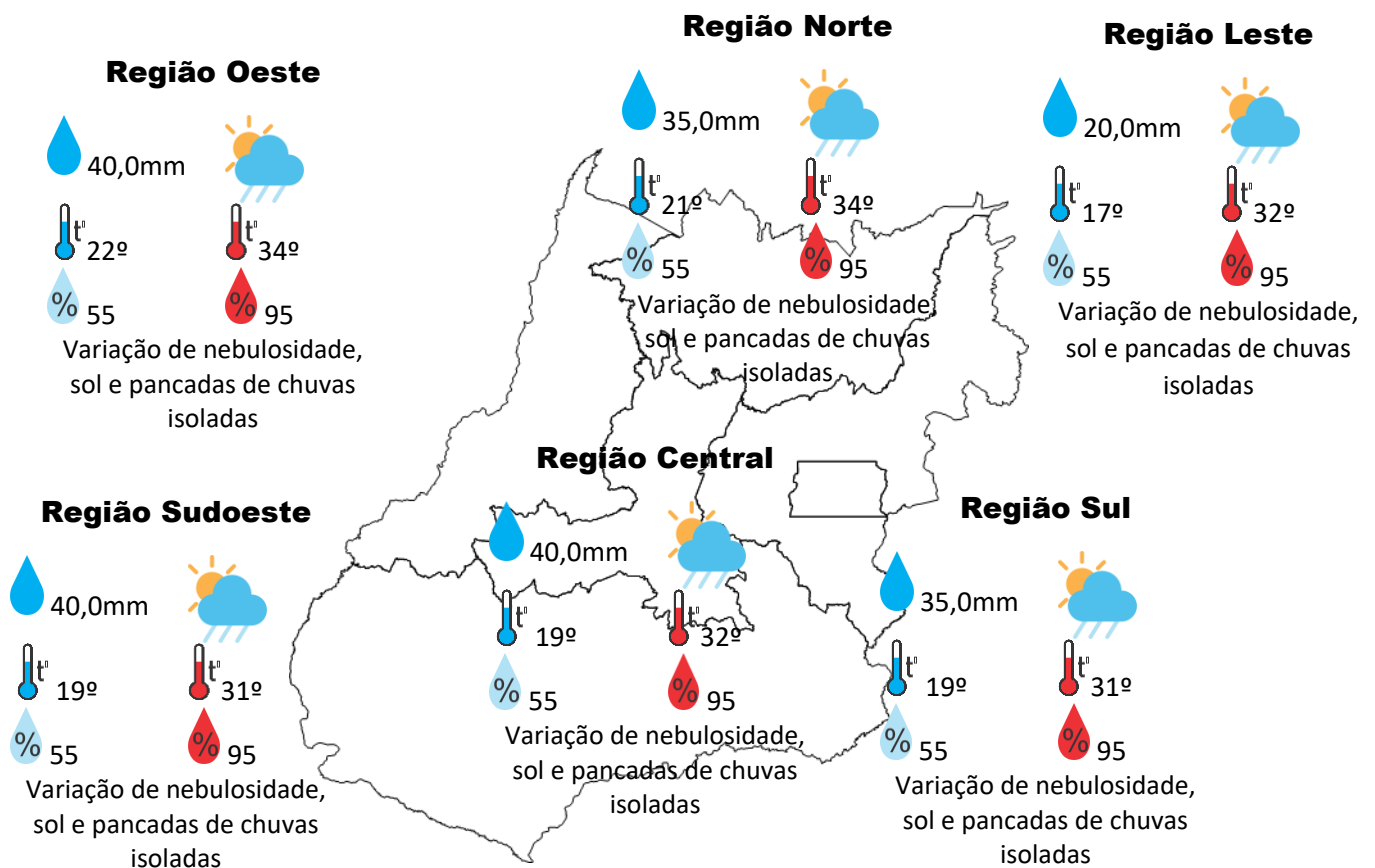 Região Oeste
40,0mm
t°
22º
t°
34º
% 55
% 95
Variação de nebulosidade,
sol e pancadas de chuvas
isoladas
Região Norte
35,0mm
t°
21º
t°
34º
% 55
% 95
Variação de nebulosidade,
sol e pancadas de chuvas
isoladas
Região Leste
20,0mm
t°
17º
t°
32º
% 55
% 95
Variação de nebulosidade,
sol e pancadas de chuvas
isoladas
Região Sudoeste
40,0mm
t°
19º
t°
31º
% 55
% 95
Variação de nebulosidade,
sol e pancadas de chuvas
isoladas
Região Central
40,0mm
t°
19º
t°
32º
% 55
% 95
Variação de nebulosidade,
sol e pancadas de chuvas
isoladas
Região Sul
35,0mm
t°
19º
t°
31º
% 55
% 95
Variação de nebulosidade,
sol e pancadas de chuvas
isoladas